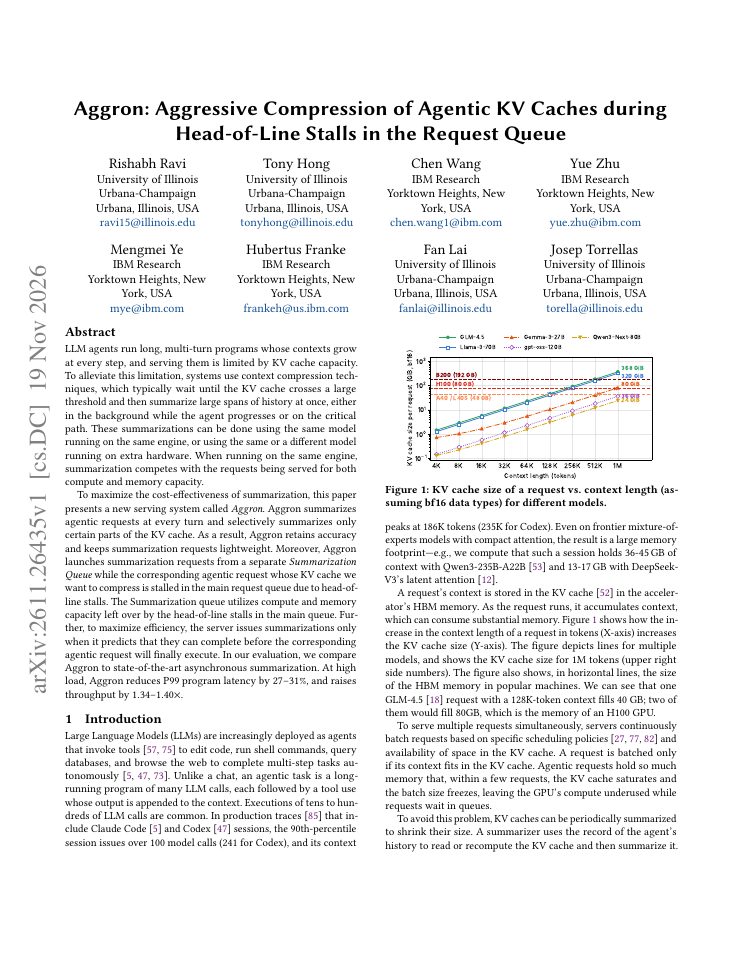 Aggron: Aggressive Compression of Agentic KV Caches during
Head-of-Line Stalls in the Request Queue
Rishabh Ravi
University of Illinois
Urbana-Champaign
Urbana, Illinois, USA
ravi15@illinois.edu
Tony Hong
University of Illinois
Urbana-Champaign
Urbana, Illinois, USA
tonyhong@illinois.edu
Chen Wang
IBM Research
Yorktown Heights, New
York, USA
chen.wang1@ibm.com
Yue Zhu
IBM Research
Yorktown Heights, New
York, USA
yue.zhu@ibm.com
Mengmei Ye
IBM Research
Yorktown Heights, New
York, USA
mye@ibm.com
Hubertus Franke
IBM Research
Yorktown Heights, New
York, USA
frankeh@us.ibm.com
Fan Lai
University of Illinois
Urbana-Champaign
Urbana, Illinois, USA
fanlai@illinois.edu
Josep Torrellas
University of Illinois
Urbana-Champaign
Urbana, Illinois, USA
torella@illinois.edu
arXiv:2611.26435v1 [cs.DC] 19 Nov 2026
Abstract
LLM agents run long, multi-turn programs whose contexts grow
at every step, and serving them is limited by KV cache capacity.
To alleviate this limitation, systems use context compression tech-
niques, which typically wait until the KV cache crosses a large
threshold and then summarize large spans of history at once, either
in the background while the agent progresses or on the critical
path. These summarizations can be done using the same model
running on the same engine, or using the same or a different model
running on extra hardware. When running on the same engine,
summarization competes with the requests being served for both
compute and memory capacity.
To maximize the cost-effectiveness of summarization, this paper
presents a new serving system called Aggron. Aggron summarizes
agentic requests at every turn and selectively summarizes only
certain parts of the KV cache. As a result, Aggron retains accuracy
and keeps summarization requests lightweight. Moreover, Aggron
launches summarization requests from a separate Summarization
Queue while the corresponding agentic request whose KV cache we
want to compress is stalled in the main request queue due to head-of-
line stalls. The Summarization queue utilizes compute and memory
capacity left over by the head-of-line stalls in the main queue. Fur-
ther, to maximize efficiency, the server issues summarizations only
when it predicts that they can complete before the corresponding
agentic request will finally execute. In our evaluation, we compare
Aggron to state-of-the-art asynchronous summarization. At high
load, Aggron reduces P99 program latency by 27–31%, and raises
throughput by 1.34–1.40×.
1 Introduction
Large Language Models (LLMs) are increasingly deployed as agents
that invoke tools [57, 75] to edit code, run shell commands, query
databases, and browse the web to complete multi-step tasks au-
tonomously [5, 47, 73]. Unlike a chat, an agentic task is a long-
running program of many LLM calls, each followed by a tool use
whose output is appended to the context. Executions of tens to hun-
dreds of LLM calls are common. In production traces [85] that in-
clude Claude Code [5] and Codex [47] sessions, the 90th-percentile
session issues over 100 model calls (241 for Codex), and its context
GLM-4.5
Gemma-3-27B
Qwen3-Next-80B
Llama-3-70B
gpt-oss-120B
KV cache size per request (GB, bf16)
10³
10²
10¹
10⁰
10⁻¹
B200 (192 GB)
H100 (80 GB)
A40 / L40S (48 GB)
368 GB
320 GB
80 GB
36 GB
24 GB
4K 8K 16K 32K 64K 128K 256K 512K 1M
Context length (tokens)
Figure 1: KV cache size of a request vs. context length (as-
suming bf16 data types) for different models.
peaks at 186K tokens (235K for Codex). Even on frontier mixture-of-
experts models with compact attention, the result is a large memory
footprint—e.g., we compute that such a session holds 36-45 GB of
context with Qwen3-235B-A22B [53] and 13-17 GB with DeepSeek-
V3's latent attention [12].
A request's context is stored in the KV cache [52] in the acceler-
ator's HBM memory. As the request runs, it accumulates context,
which can consume substantial memory. Figure 1 shows how the in-
crease in the context length of a request in tokens (X-axis) increases
the KV cache size (Y-axis). The figure depicts lines for multiple
models, and shows the KV cache size for 1M tokens (upper right
side numbers). The figure also shows, in horizontal lines, the size
of the HBM memory in popular machines. We can see that one
GLM-4.5 [18] request with a 128K-token context fills 40 GB; two of
them would fill 80GB, which is the memory of an H100 GPU.
To serve multiple requests simultaneously, servers continuously
batch requests based on specific scheduling policies [27, 77, 82] and
availability of space in the KV cache. A request is batched only
if its context fits in the KV cache. Agentic requests hold so much
memory that, within a few requests, the KV cache saturates and
the batch size freezes, leaving the GPU's compute underused while
requests wait in queues.
To avoid this problem, KV caches can be periodically summarized
to shrink their size. A summarizer uses the record of the agent's
history to read or recompute the KV cache and then summarize it.